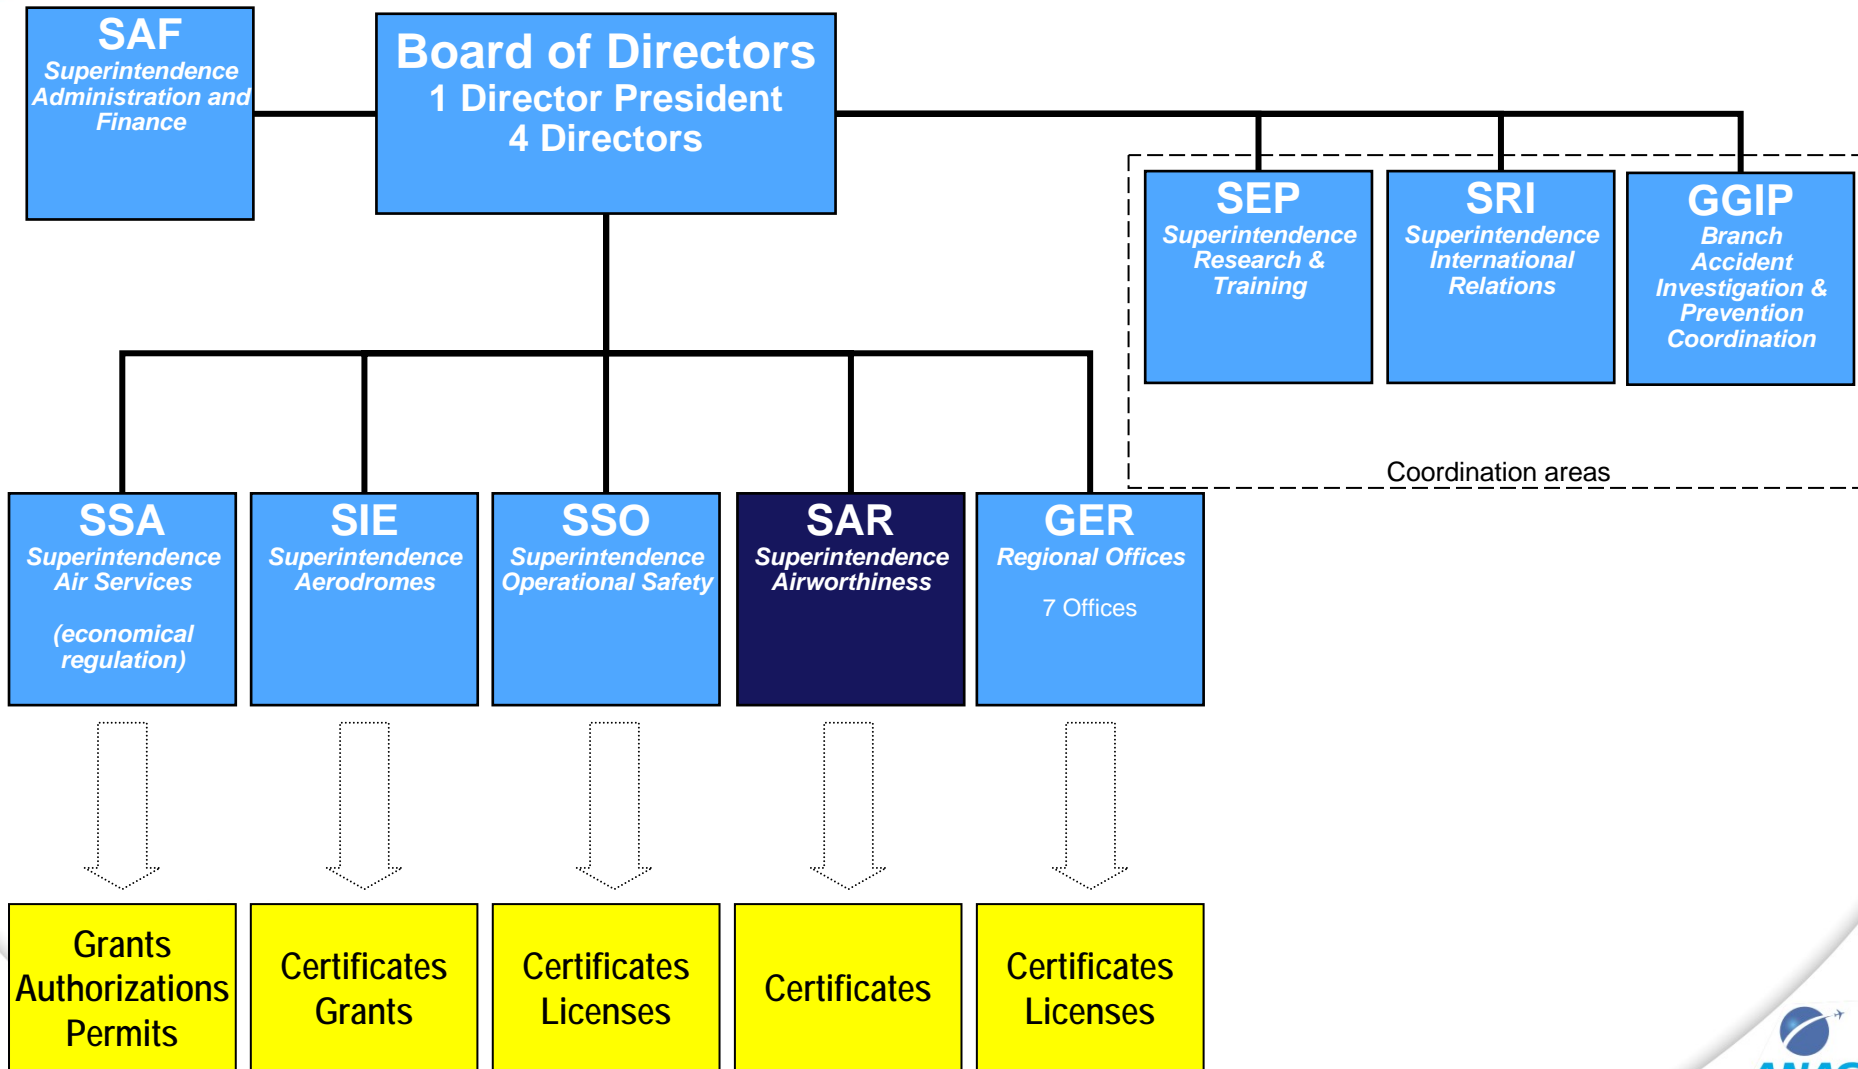 SAF
Superintendence
Administration and
Finance
Board of Directors
1 Director President
4 Directors
SEP
Superintendence
Research &
Training
SRI
Superintendence
International
Relations
GGIP
Branch
Accident
Investigation &
Prevention
Coordination
Coordination areas
SSA
Superintendence
Air Services
(economical
regulation)
SIE
Superintendence
Aerodromes
SSO
Superintendence
Operational Safety
SAR
Superintendence
Airworthiness
GER
Regional Offices
7 Offices
Grants
Authorizations
Permits
Certificates
Grants
Certificates
Licenses
Certificates
Certificates
Licenses
ANAC